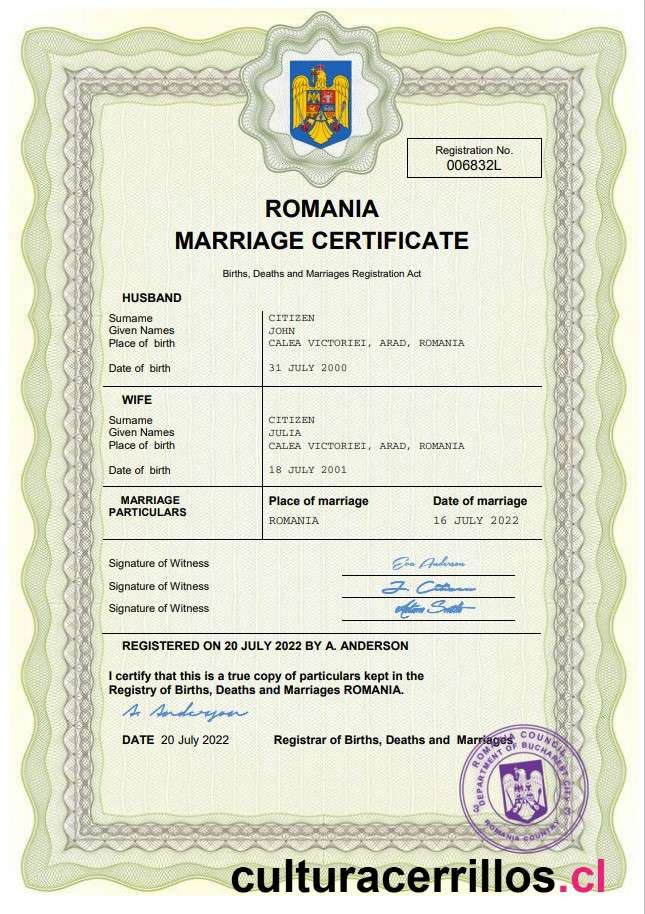 Registration No.
006832L
ROMANIA
MARRIAGE CERTIFICATE
Births, Deaths and Marriages Registration Act
HUSBAND
Surname CITIZEN
Given Names JOHN
Place of birth CALEA VICTORIEI, ARAD, ROMANIA
Date of birth 31 JULY 2000
WIFE
Surname CITIZEN
Given Names JULIA
Place of birth CALEA VICTORIEI, ARAD, ROMANIA
Date of birth 18 JULY 2001
MARRIAGE PARTICULARS
Place of marriage Date of marriage
ROMANIA 16 JULY 2022
Signature of Witness Eva Anderson
Signature of Witness J. Citizen
Signature of Witness Smith
REGISTERED ON 20 JULY 2022 BY A. ANDERSON
I certify that this is a true copy of particulars kept in the
Registry of Births, Deaths and Marriages ROMANIA.
A. Anderson
DATE 20 July 2022 Registrar of Births, Deaths and Marriages
ROMANIA COUNCIL
DEPARTMENT OF BUCHAREST CITY
3 3
ROMANIA COUNTRY
culturacerrillos.cl